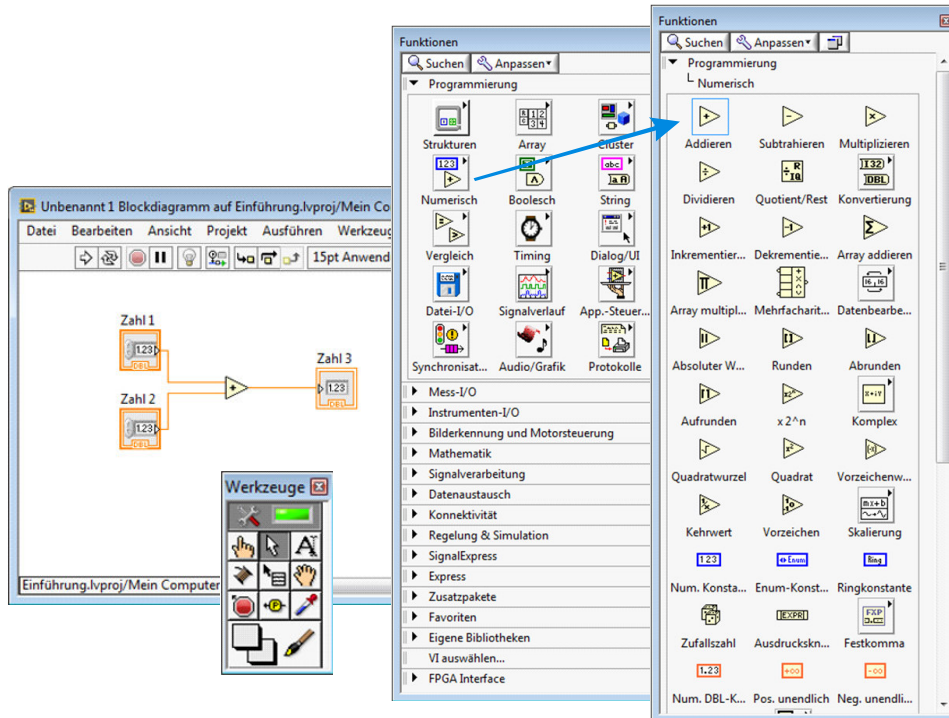 Unbenannt 1 Blockdiagramm auf Einführung.lvproj/Mein Co
Datei Bearbeiten Ansicht Projekt Ausführen Werkzeug
15pt Anwend
Zahl 1
1.23
DBL
Zahl 2
1.23
DBL
Zahl 3
1.23
DBL
Einführung.lvproj/Mein Computer
Werkzeuge
Funktionen
Suchen Anpassen
Programmierung
Strukturen Array Cluster
Numerisch Boolesch String
Vergleich Timing Dialog/UI
Datei-I/O Signalverlauf App.-Steuer...
Synchronisat... Audio/Grafik Protokolle
Mess-I/O
Instrumenten-I/O
Bilderkennung und Motorsteuerung
Mathematik
Signalverarbeitung
Datenaustausch
Konnektivität
Regelung & Simulation
SignalExpress
Express
Zusatzpakete
Favoriten
Eigene Bibliotheken
VI auswählen...
FPGA Interface
Funktionen
Suchen Anpassen
Programmierung
Numerisch
Addieren Subtrahieren Multiplizieren
Dividieren Quotient/Rest Konvertierung
Inkrementier... Dekrementie... Array addieren
Array multipl... Mehrfacharit... Datenbearbe...
Absoluter W... Runden Abrunden
Aufrunden x 2^n Komplex
Quadratwurzel Quadrat Vorzeichenw...
Kehrwert Vorzeichen Skalierung
Num. Konsta... Enum-Konst... Ringkonstante
Zufallszahl Ausdruckskn... Festkomma
Num. DBL-K... Pos. unendlich Neg. unendli...